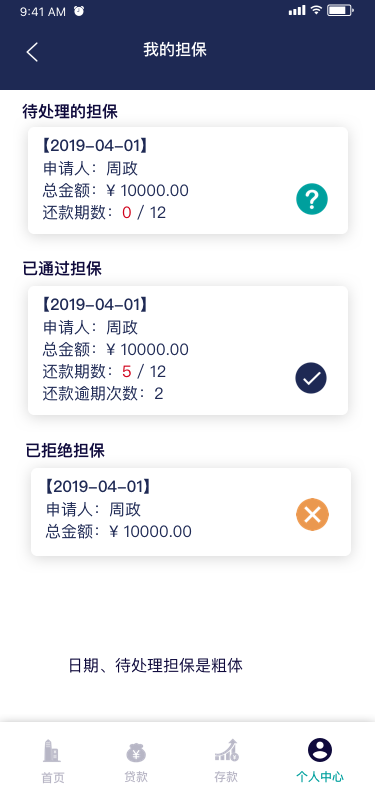 9:41 AM
我的担保
待处理的担保
【2019-04-01】
申请人：周政
总金额：¥ 10000.00
还款期数：0 / 12
已通过担保
【2019-04-01】
申请人：周政
总金额：¥ 10000.00
还款期数：5 / 12
还款逾期次数：2
已拒绝担保
【2019-04-01】
申请人：周政
总金额：¥ 10000.00
日期、待处理担保是粗体
首页 贷款 存款 个人中心